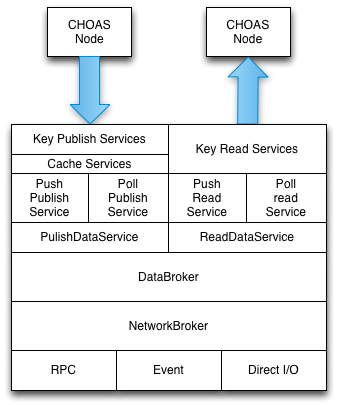 CHOAS
Node
CHOAS
Node
Key Publish Services
Cache Services
Key Read Services
Push
Publish
Service
Poll
Publish
Service
Push
Read
Service
Poll
read
Service
PulishDataService
ReadDataService
DataBroker
NetworkBroker
RPC
Event
Direct I/O